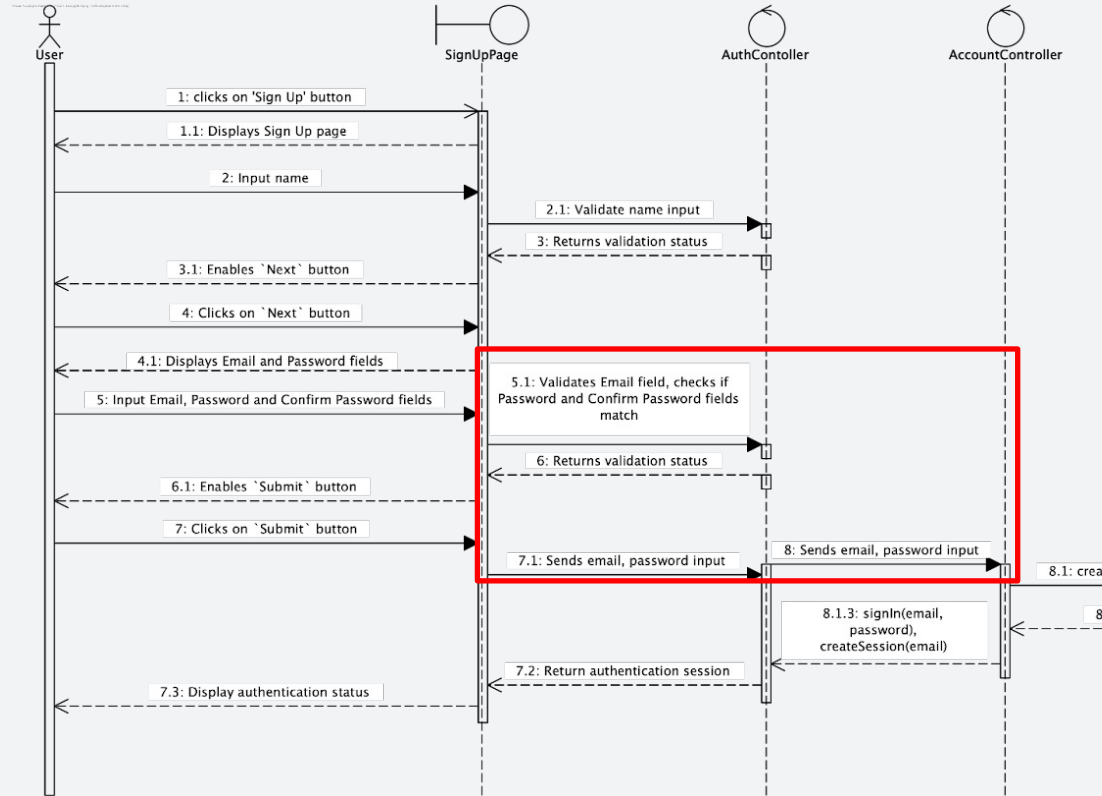 User
SignUpPage
AuthContoller
AccountController
1: clicks on 'Sign Up' button
1.1: Displays Sign Up page
2: Input name
2.1: Validate name input
3: Returns validation status
3.1: Enables `Next` button
4: Clicks on `Next` button
4.1: Displays Email and Password fields
5.1: Validates Email field, checks if
Password and Confirm Password fields
match
5: Input Email, Password and Confirm Password fields
6: Returns validation status
6.1: Enables `Submit` button
7: Clicks on `Submit` button
7.1: Sends email, password input
8: Sends email, password input
8.1: crea
8
8.1.3: signIn(email,
password),
createSession(email)
7.2: Return authentication session
7.3: Display authentication status